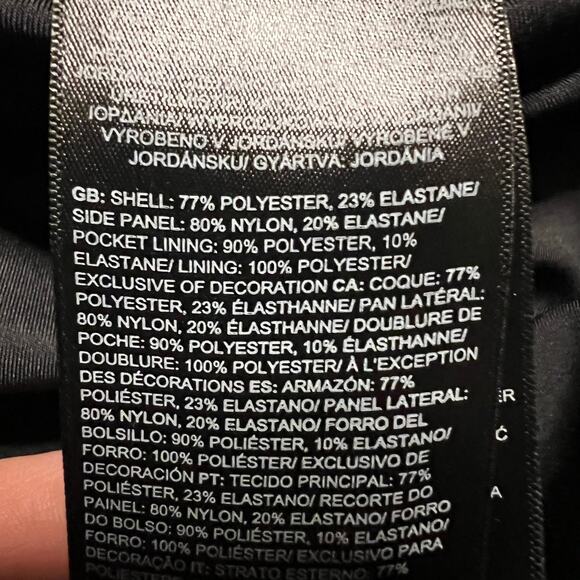 ΙΟΡΔΑΝΙΑ/
VYROBENO V JORDÁNSKU/ VYROBENÉ V
JORDÁNSKU/ GYÁRTVA: JORDÁNIA
GB: SHELL: 77% POLYESTER, 23% ELASTANE/
SIDE PANEL: 80% NYLON, 20% ELASTANE/
POCKET LINING: 90% POLYESTER, 10%
ELASTANE/ LINING: 100% POLYESTER/
EXCLUSIVE OF DECORATION CA: COQUE: 77%
POLYESTER, 23% ÉLASTHANNE/ PAN LATÉRAL:
80% NYLON, 20% ÉLASTHANNE/ DOUBLURE DE
POCHE: 90% POLYESTER, 10% ÉLASTHANNE/
DOUBLURE: 100% POLYESTER/ À L'EXCEPTION
DES DÉCORATIONS ES: ARMAZÓN: 77%
POLIÉSTER, 23% ELASTANO/ PANEL LATERAL:
80% NYLON, 20% ELASTANO/ FORRO DEL
BOLSILLO: 90% POLIÉSTER, 10% ELASTANO/
FORRO: 100% POLIÉSTER/ EXCLUSIVO DE
DECORACIÓN PT: TECIDO PRINCIPAL: 77%
POLIÉSTER, 23% ELASTANO/ RECORTE DO
PAINEL: 80% NYLON, 20% ELASTANO/ FORRO
DO BOLSO: 90% POLIÉSTER, 10% ELASTANO/
FORRO: 100% POLIÉSTER/ EXCLUSIVO PARA
DECORAÇÃO IT: STRATO ESTERNO: 77%
ER
Ć
A